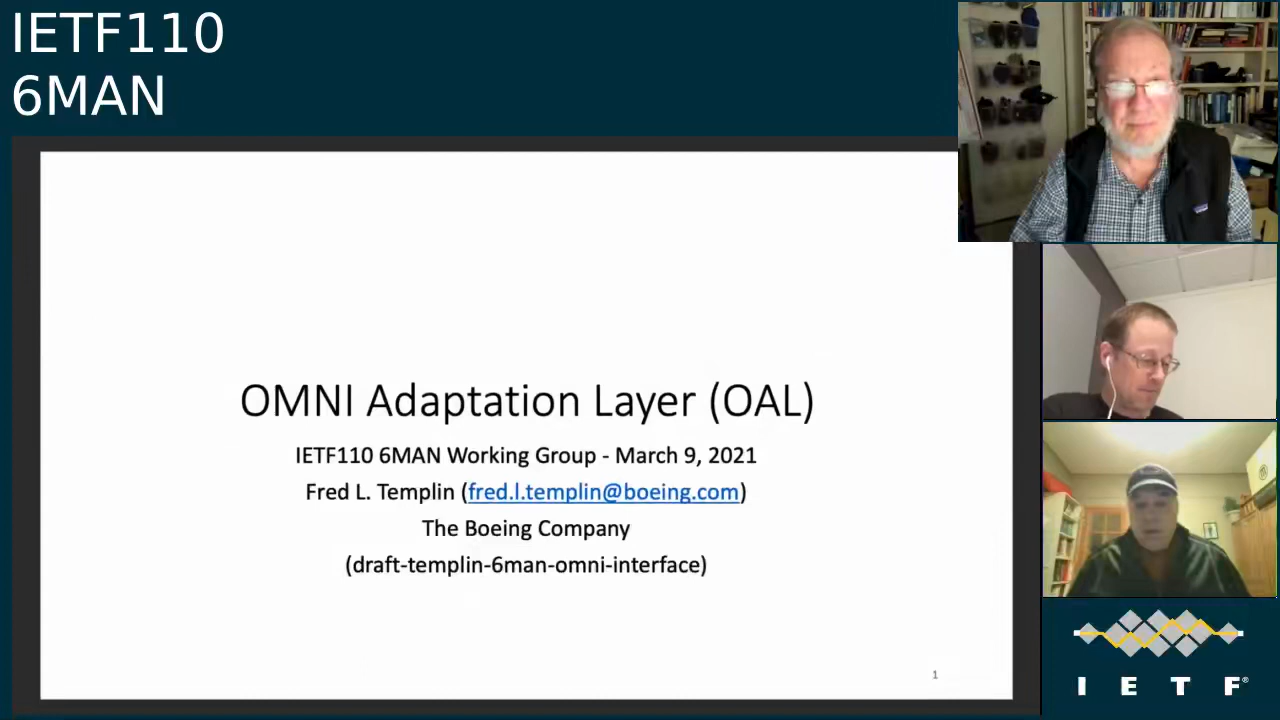 IETF110
6MAN
OMNI Adaptation Layer (OAL)
IETF110 6MAN Working Group - March 9, 2021
Fred L. Templin (fred.l.templin@boeing.com)
The Boeing Company
(draft-templin-6man-omni-interface)
1
I E T F®